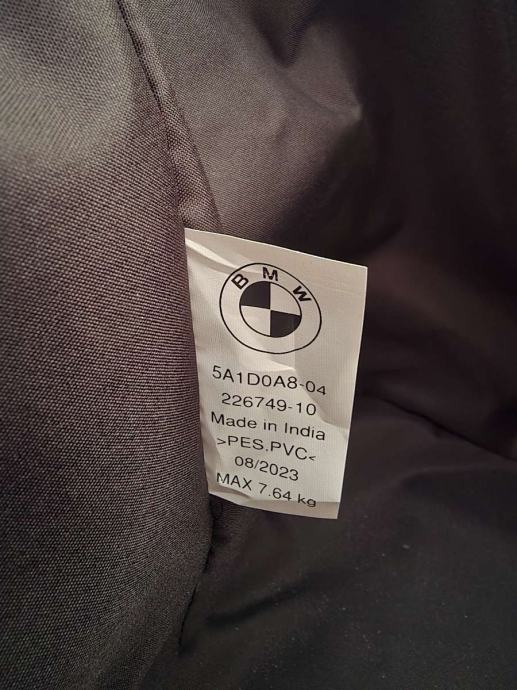 BMW
5A1D0A8-04
226749-10
Made in India
>PES,PVC<
08/2023
MAX 7.64 kg